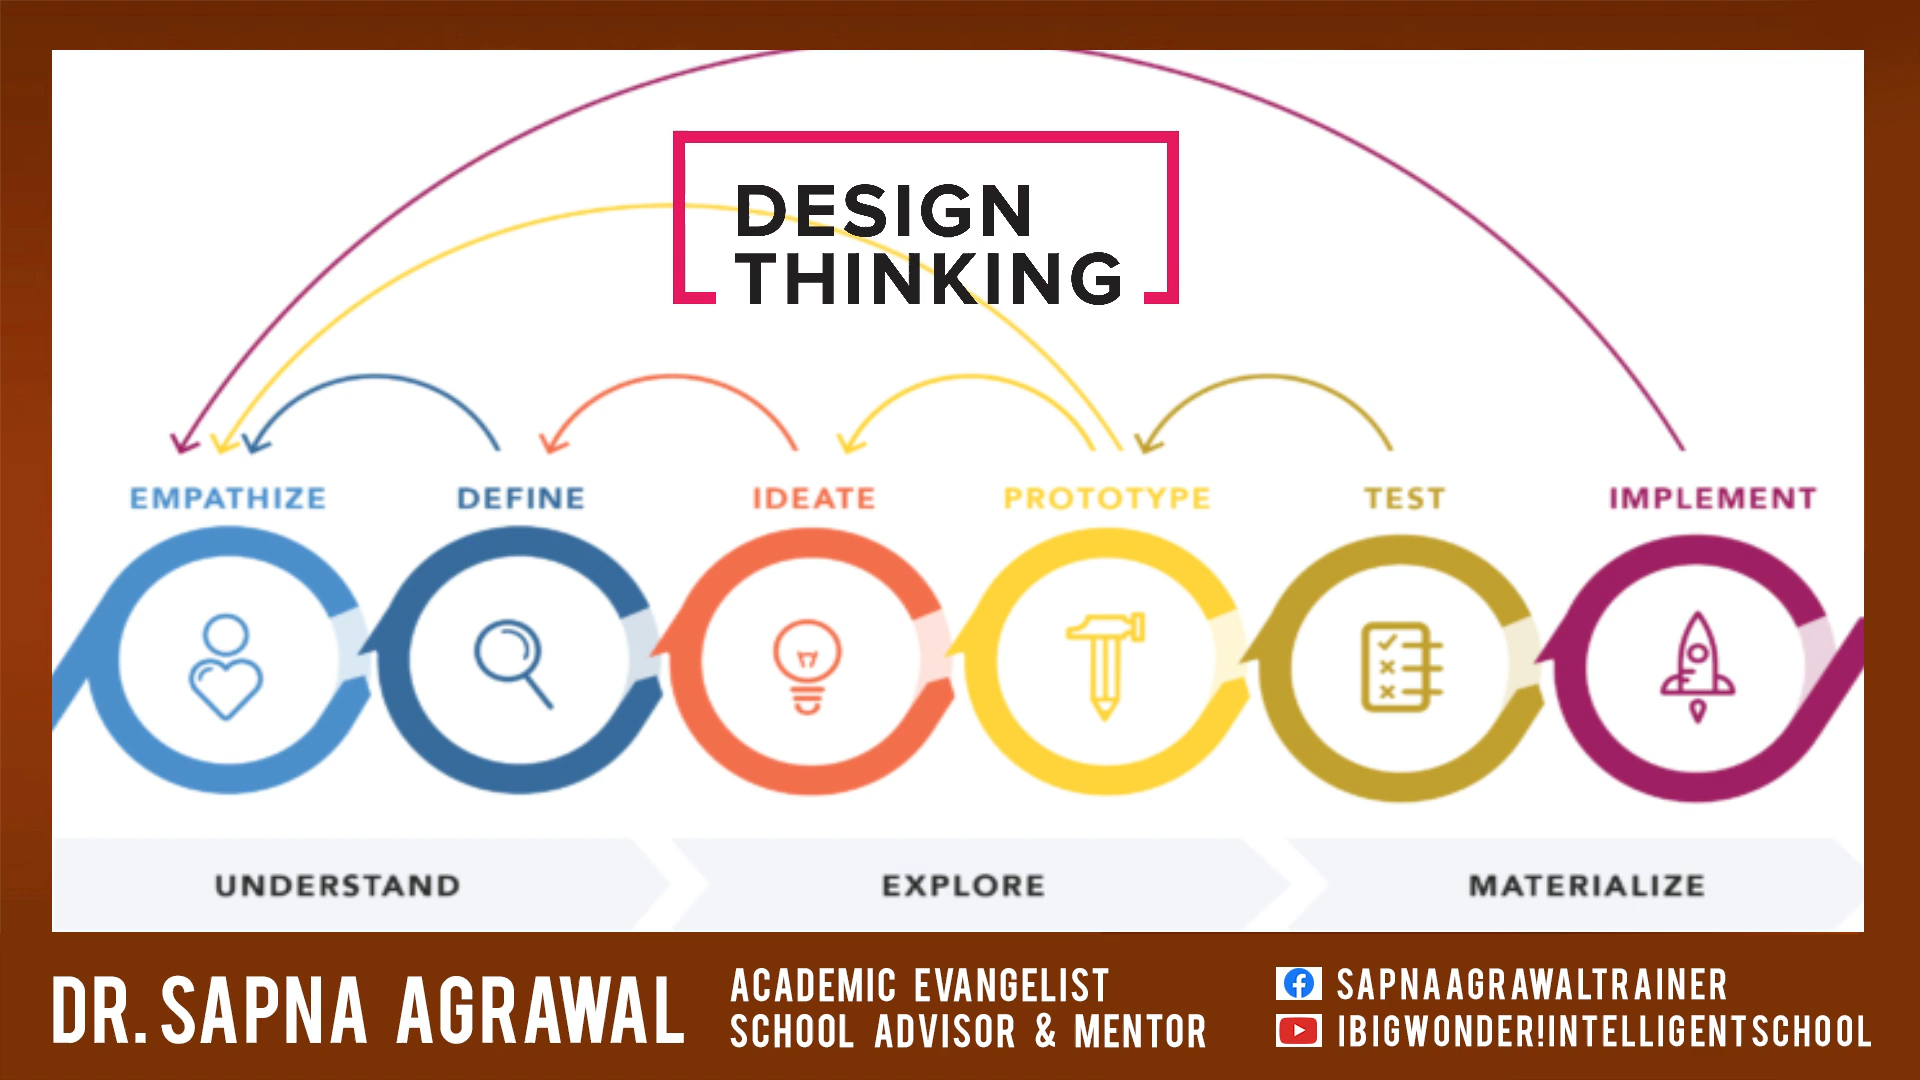 DESIGN
THINKING
EMPATHIZE
DEFINE
IDEATE
PROTOTYPE
TEST
IMPLEMENT
UNDERSTAND
EXPLORE
MATERIALIZE
DR. SAPNA AGRAWAL
ACADEMIC EVANGELIST
SCHOOL ADVISOR & MENTOR
SAPNAAGRAWALTRAINER
IBIGWONDER!INTELLIGENTSCHOOL